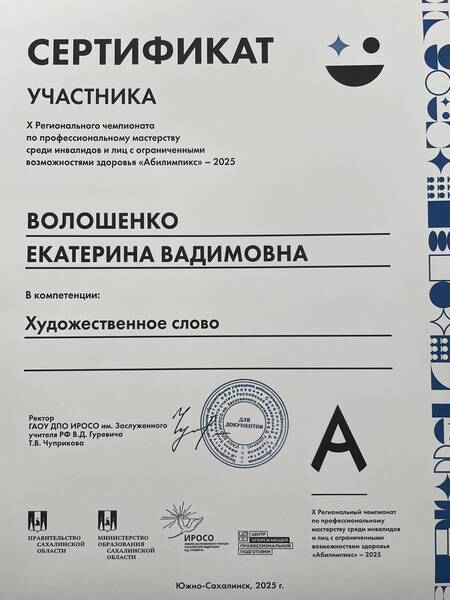 СЕРТИФИКАТ
УЧАСТНИКА
X Регионального чемпионата
по профессиональному мастерству
среди инвалидов и лиц с ограниченными
возможностями здоровья «Абилимпикс» – 2025
ВОЛОШЕНКО
ЕКАТЕРИНА ВАДИМОВНА
В компетенции:
Художественное слово
Ректор
ГАОУ ДПО ИРОСО им. Заслуженного
учителя РФ В.Д. Гуревича
Т.В. Чуприкова
ДЛЯ
ДОКУМЕНТОВ
А
X Региональный чемпионат
по профессиональному
мастерству среди инвалидов
и лиц с ограниченными
возможностями здоровья
«Абилимпикс» – 2025
ПРАВИТЕЛЬСТВО
САХАЛИНСКОЙ
ОБЛАСТИ
МИНИСТЕРСТВО
ОБРАЗОВАНИЯ
САХАЛИНСКОЙ
ОБЛАСТИ
ИРОСО
ЦЕНТР
ОПЕРЕЖАЮЩЕЙ
ПРОФЕССИОНАЛЬНОЙ
ПОДГОТОВКИ
Южно-Сахалинск, 2025 г.